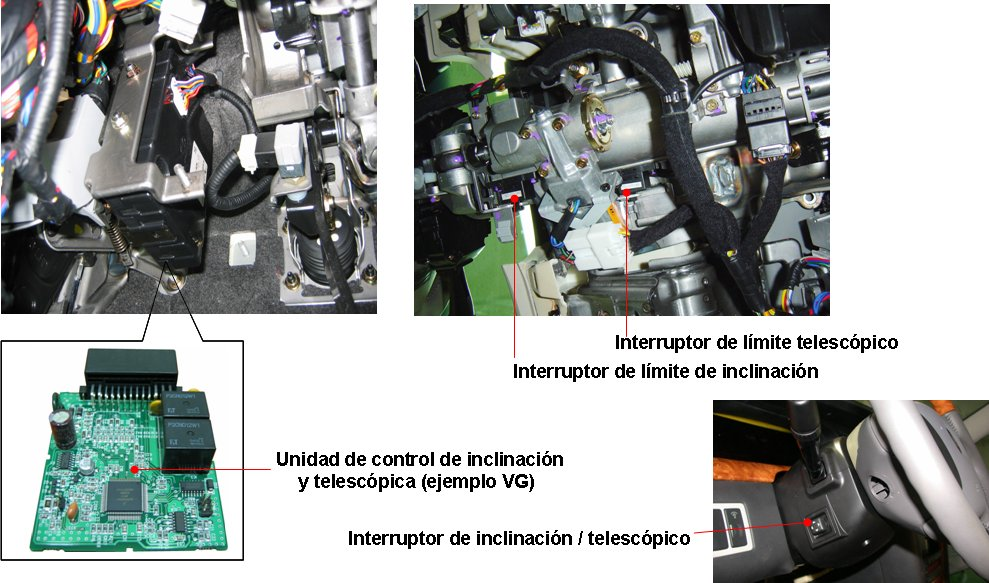 Interruptor de límite telescópico
Interruptor de límite de inclinación
Unidad de control de inclinación
y telescópica (ejemplo VG)
Interruptor de inclinación / telescópico